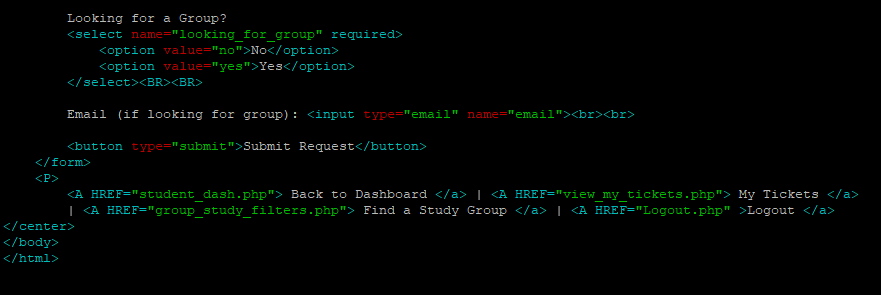 Looking for a Group?
<select name="looking_for_group" required>
<option value="no">No</option>
<option value="yes">Yes</option>
</select><BR><BR>
Email (if looking for group): <input type="email" name="email"><br><br>
<button type="submit">Submit Request</button>
</form>
<P>
<A HREF="student_dash.php"> Back to Dashboard </a> | <A HREF="view_my_tickets.php"> My Tickets </a>
| <A HREF="group_study_filters.php"> Find a Study Group </a> | <A HREF="Logout.php" >Logout </a>
</center>
</body>
</html>